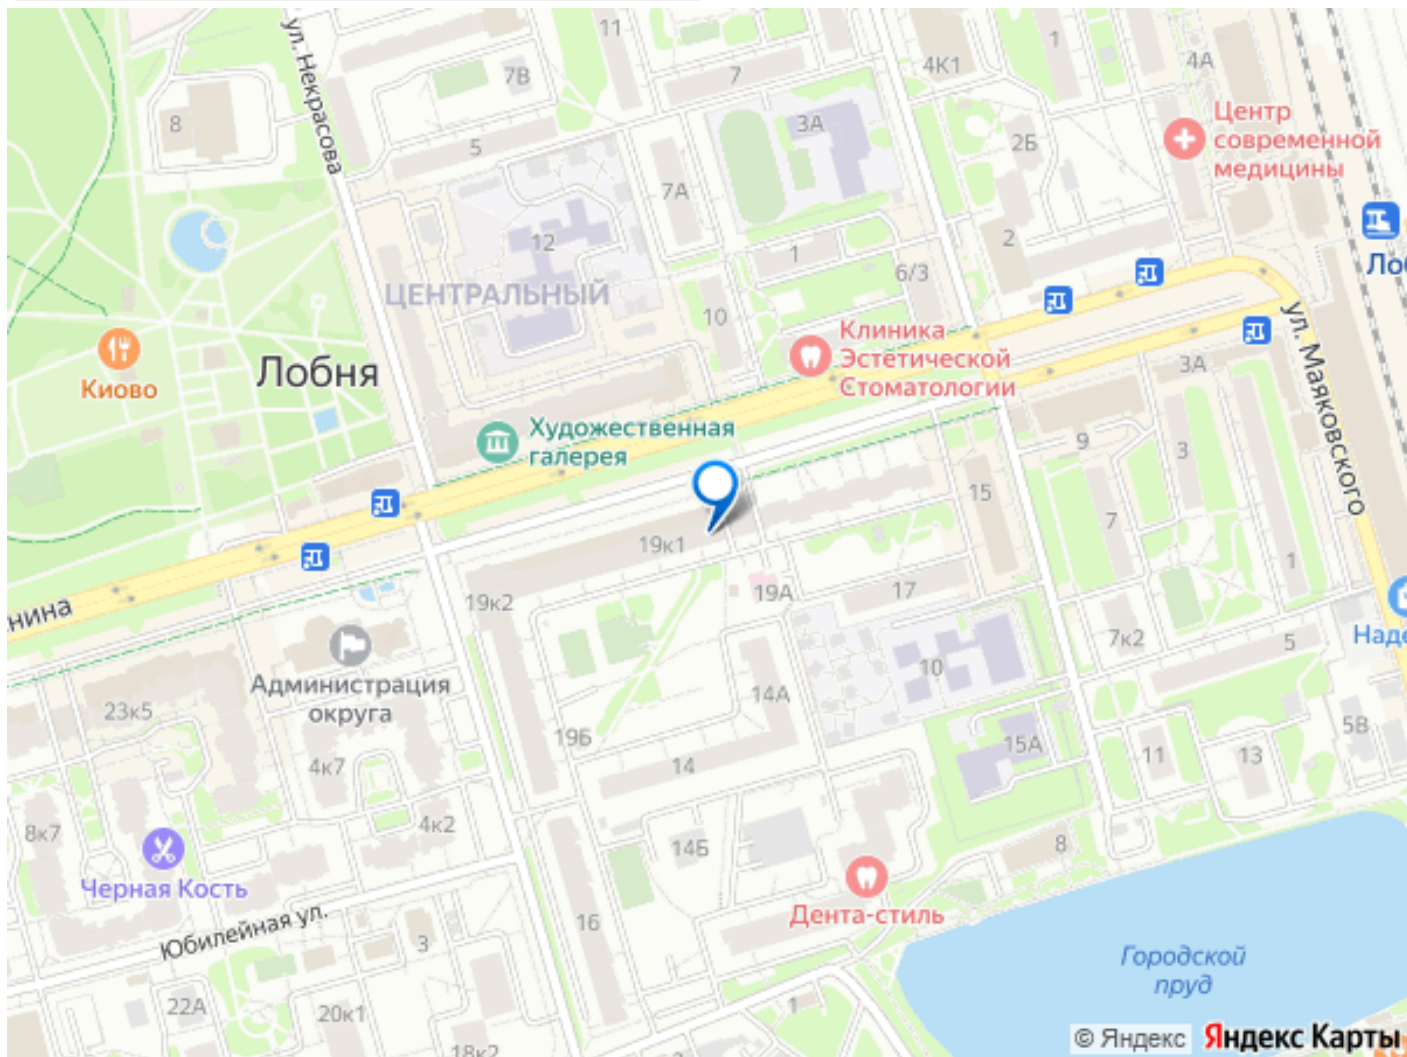 11
1
4А
7
4К1
ул. Некрасова
7В
Центр
современной
медицины
8
3А
2Б
5
7А
12
2
1
6/3
Лоб
ЦЕНТРАЛЬНЫЙ
10
Клиника
Эстетической
Стоматологии
ул. Маяковского
Киово
Лобня
3А
Художественная
галерея
9
3
15
7
19к1
1
нина
19к2
19А
17
7к2
5
Наде
10
Администрация
округа
14А
23к5
5В
19Б
15А
11
13
4к7
14
8к7
4к2
14Б
8
Черная Кость
Дента-стиль
Юбилейная ул.
16
3
Городской
пруд
22А
20к1
1
18к2
© Яндекс Яндекс Карты